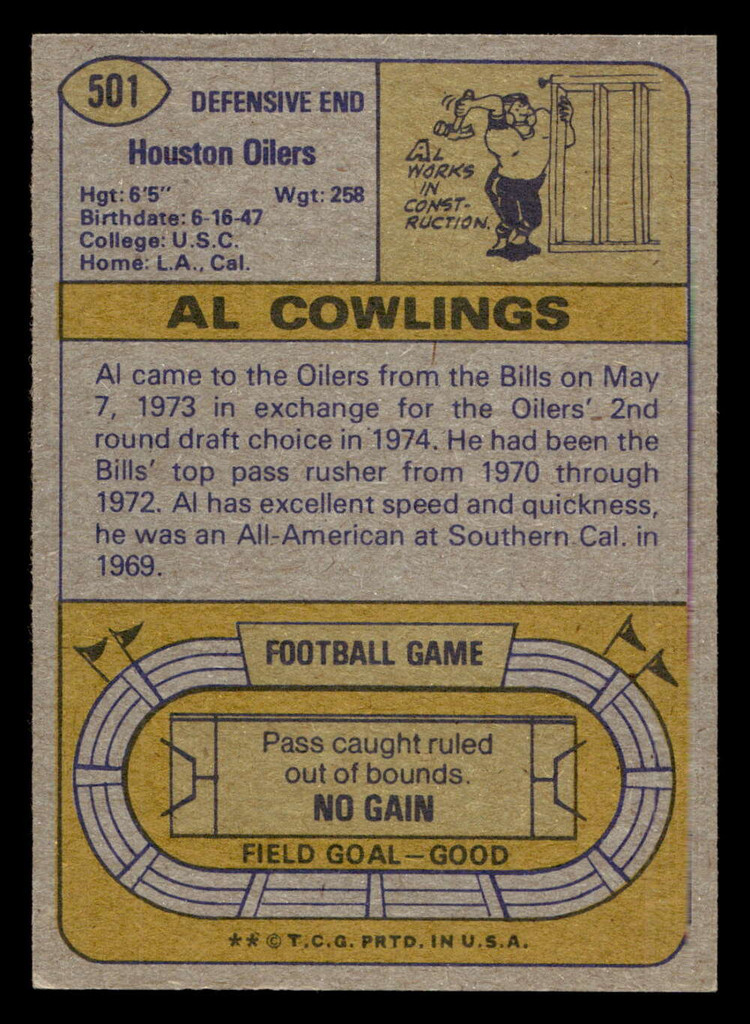 501
DEFENSIVE END
Houston Oilers
Hgt: 6'5" Wgt: 258
Birthdate: 6-16-47
College: U.S.C.
Home: L.A., Cal.
AL
WORKS
IN
CONST-
RUCTION.
AL COWLINGS
Al came to the Oilers from the Bills on May
7, 1973 in exchange for the Oilers' 2nd
round draft choice in 1974. He had been the
Bills' top pass rusher from 1970 through
1972. Al has excellent speed and quickness,
he was an All-American at Southern Cal. in
1969.
FOOTBALL GAME
Pass caught ruled
out of bounds.
NO GAIN
FIELD GOAL—GOOD
** © T.C.G. PRTD. IN U.S.A.